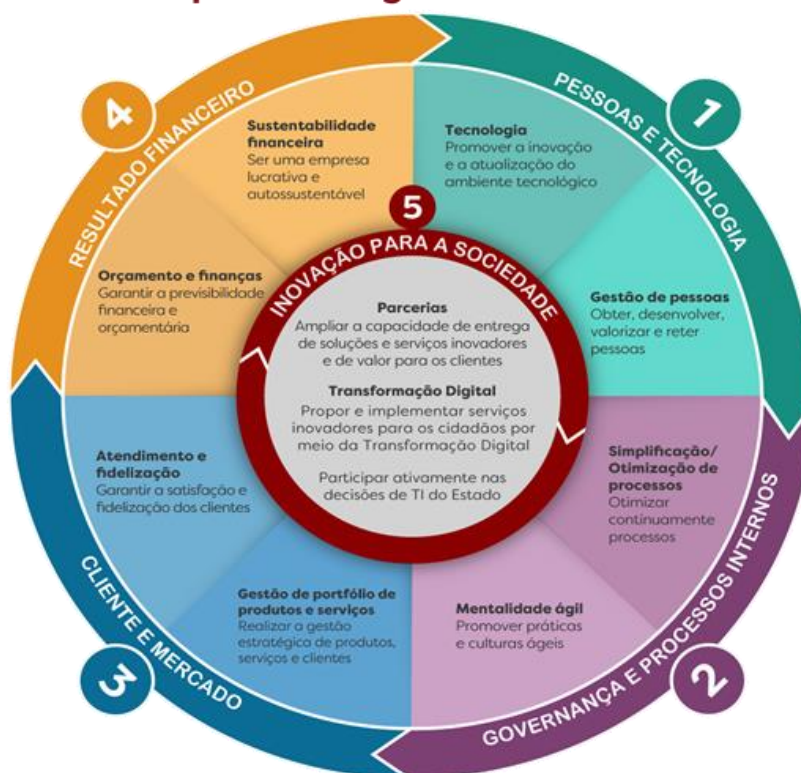 1
PESSOAS E TECNOLOGIA
Tecnologia
Promover a inovação
e a atualização do
ambiente tecnológico
Gestão de pessoas
Obter, desenvolver,
valorizar e reter
pessoas
2
GOVERNANÇA E PROCESSOS INTERNOS
Simplificação/
Otimização de
processos
Otimizar
continuamente
processos
Mentalidade ágil
Promover práticas
e culturas ágeis
3
CLIENTE E MERCADO
Gestão de portfólio de
produtos e serviços
Realizar a gestão
estratégica de produtos,
serviços e clientes
Atendimento e
fidelização
Garantir a satisfação e
fidelização dos clientes
4
RESULTADO FINANCEIRO
Orçamento e finanças
Garantir a previsibilidade
financeira e
orçamentária
Sustentabilidade
financeira
Ser uma empresa
lucrativa e
autossustentável
5
INOVAÇÃO PARA A SOCIEDADE
Parcerias
Ampliar a capacidade de entrega
de soluções e serviços inovadores
e de valor para os clientes
Transformação Digital
Propor e implementar serviços
inovadores para os cidadãos por
meio da Transformação Digital
Participar ativamente nas
decisões de TI do Estado